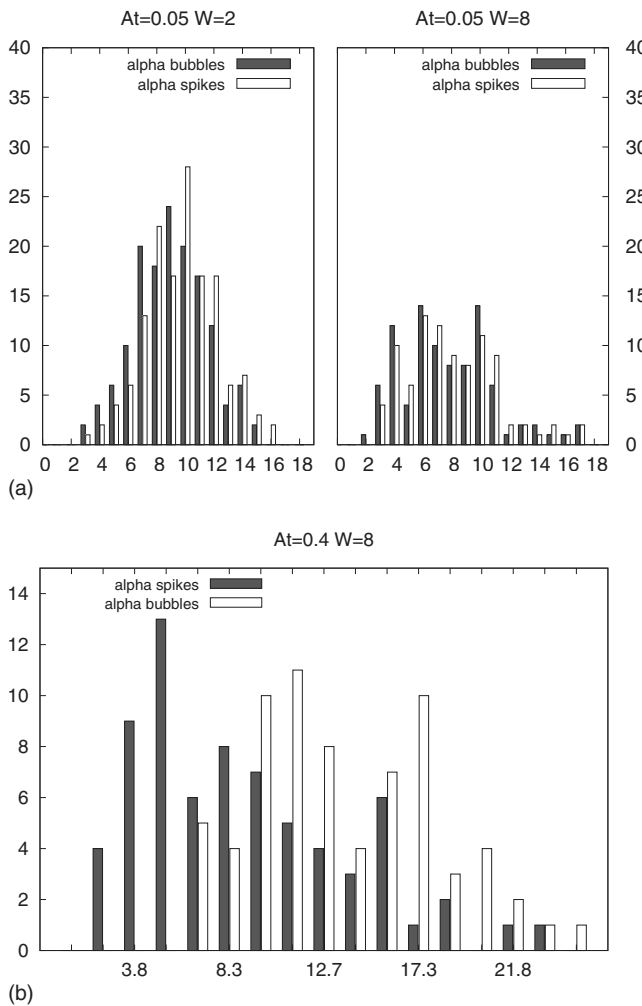 At=0.05 W=2
At=0.05 W=8
40
35
30
25
20
15
10
5
0
alpha bubbles
alpha spikes
0 2 4 6 8 10 12 14 16 18
alpha bubbles
alpha spikes
0 2 4 6 8 10 12 14 16 18
(a)
At=0.4 W=8
14
12
10
8
6
4
2
0
alpha spikes
alpha bubbles
3.8 8.3 12.7 17.3 21.8
(b)